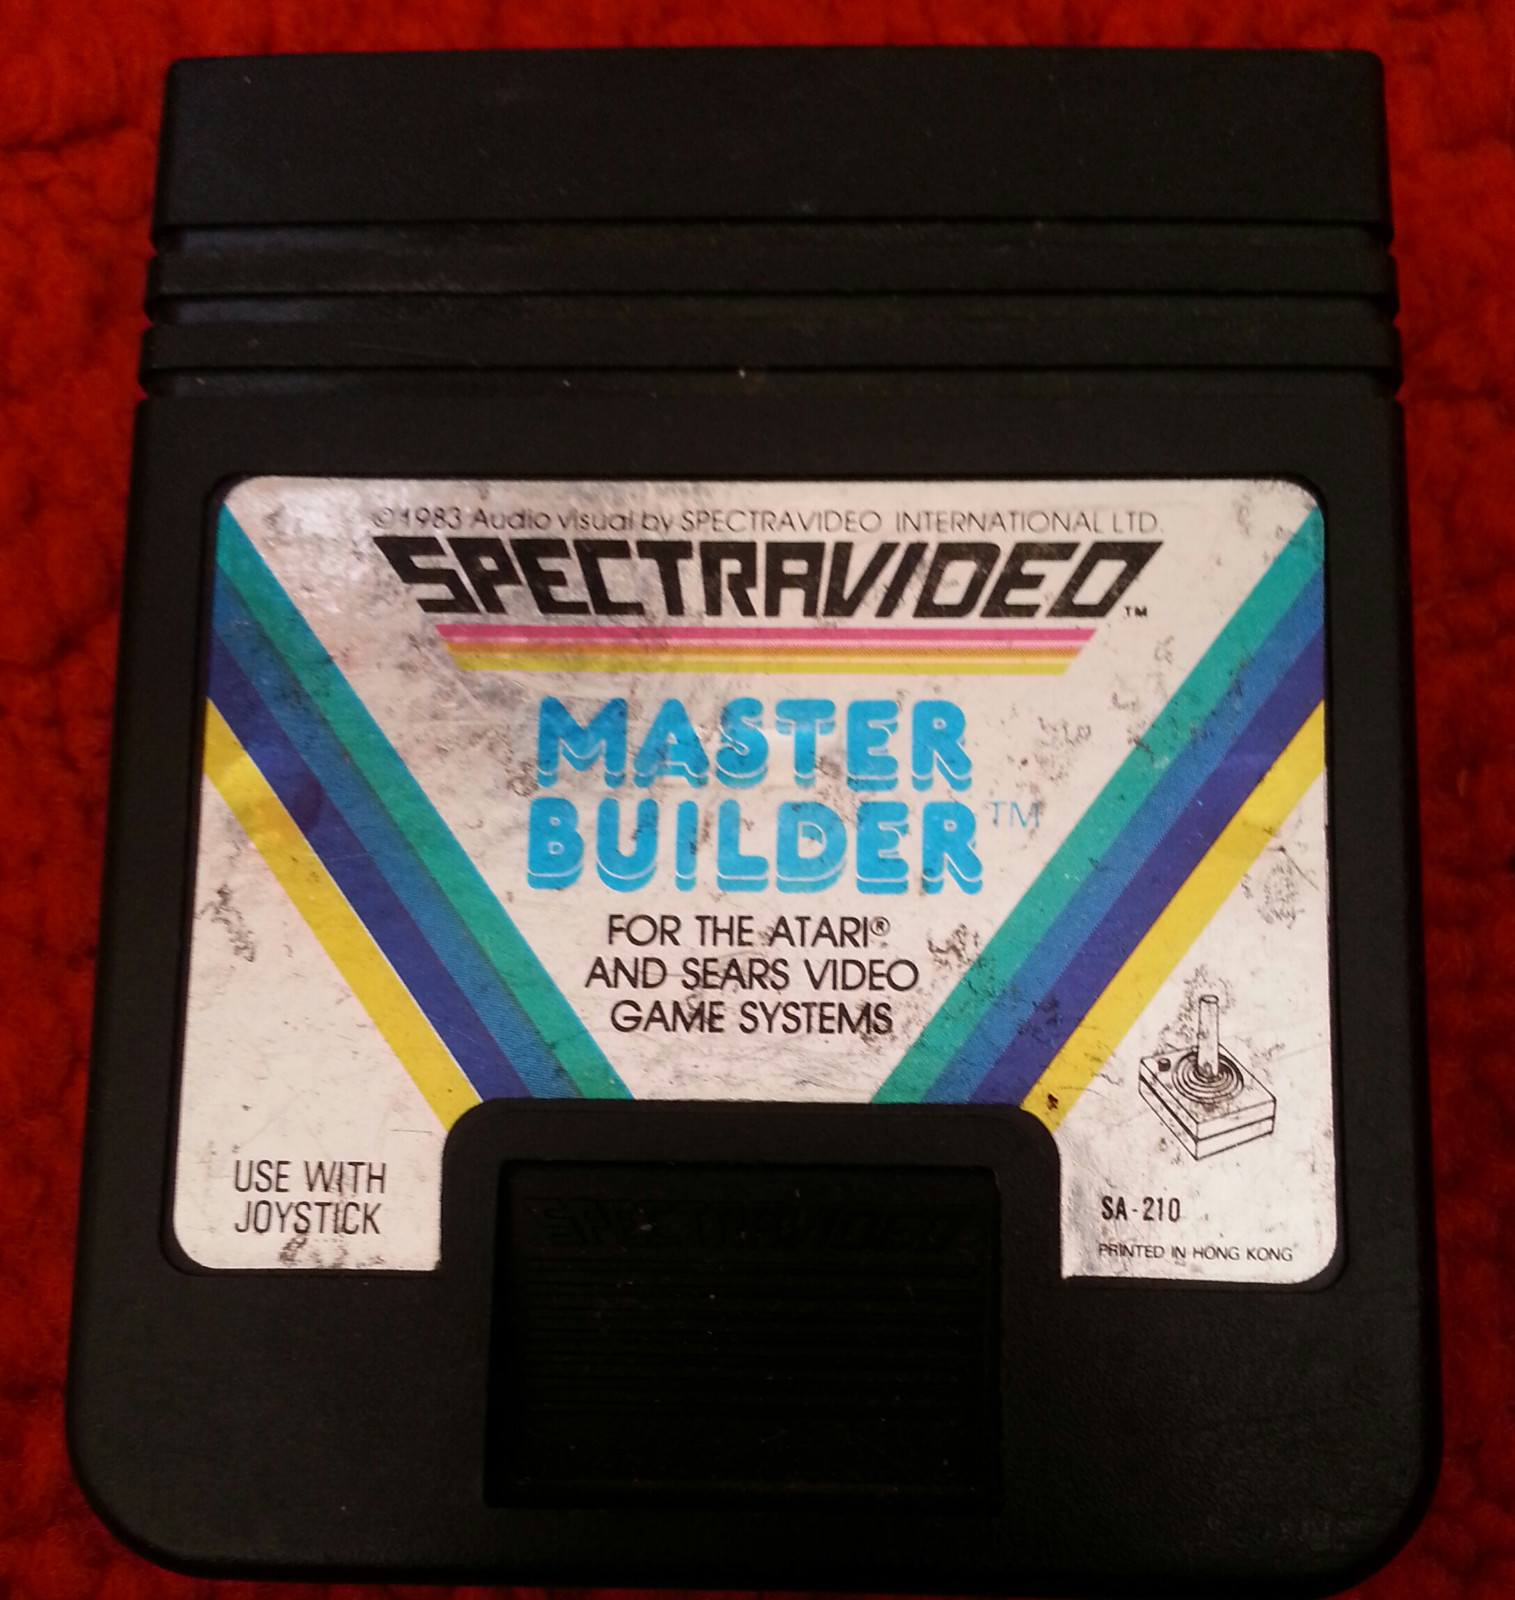 ©1983 Audio visual by SPECTRAVIDEO INTERNATIONAL LTD.
SPECTRAVIDEO™
MASTER
BUILDER™
FOR THE ATARI®
AND SEARS VIDEO
GAME SYSTEMS
USE WITH
JOYSTICK
SA-210
PRINTED IN HONG KONG
SPECTRAVIDEO